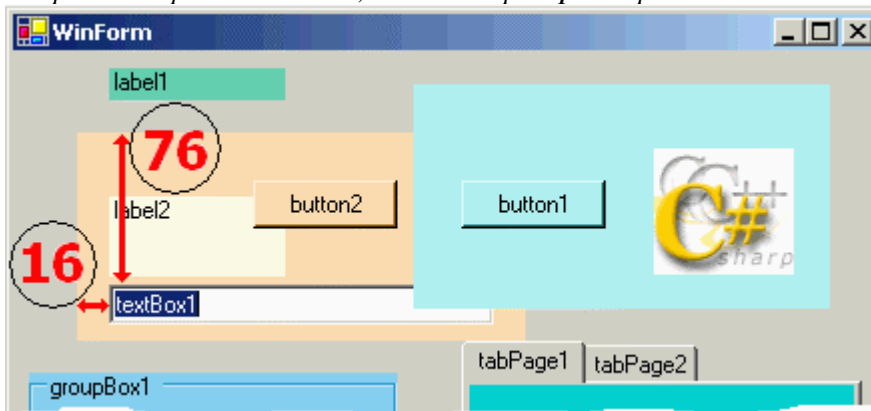 WinForm
label1
76
label2
button2
button1
C++
C#
sharp
16
textBox1
tabPage1
tabPage2
groupBox1